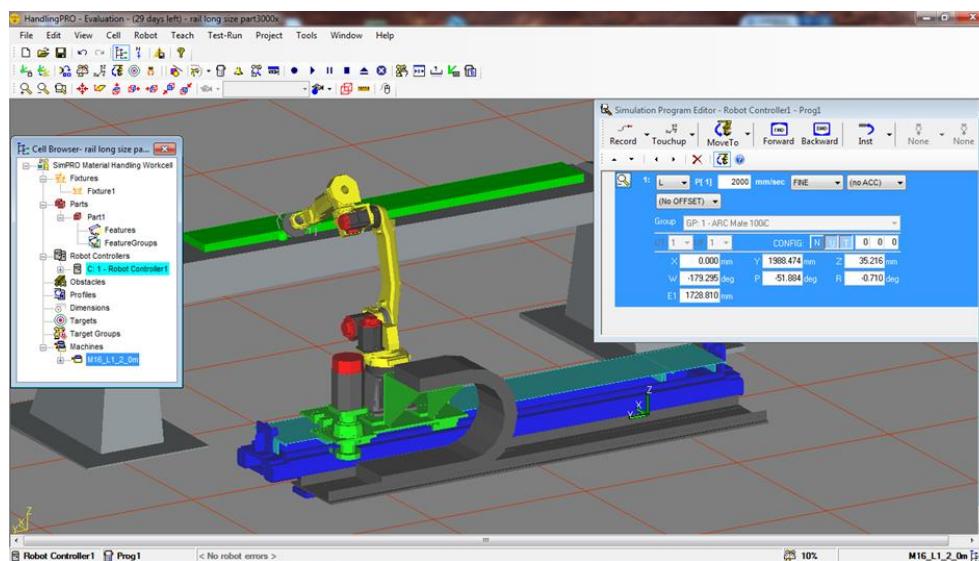 HandlingPRO - Evaluation - (29 days left) - rail long size part3000x
File Edit View Cell Robot Teach Test-Run Project Tools Window Help
Cell Browser- rail long size pa...
SimPRO Material Handling Workcell
Fixtures
Fixture1
Parts
Part1
Features
FeatureGroups
Robot Controllers
C: 1 - Robot Controller1
Obstacles
Profiles
Dimensions
Targets
Target Groups
Machines
M16_L1_2_0m
Simulation Program Editor - Robot Controller1 - Prog1
Record Touchup MoveTo Forward Backward Inst None None
1: L P[ 1] 2000 mm/sec FINE (no ACC)
(No OFFSET)
Group GP: 1 - ARC Mate 100iC
1 1 CONFIG: N U T 0 0 0
X 0.000 mm Y 1988.474 mm Z 35.216 mm
W -179.295 deg P -51.884 deg R -0.710 deg
E1 1728.810 mm
Z
X
Y
Z
Robot Controller1 Prog1 < No robot errors > 10% M16_L1_2_0m